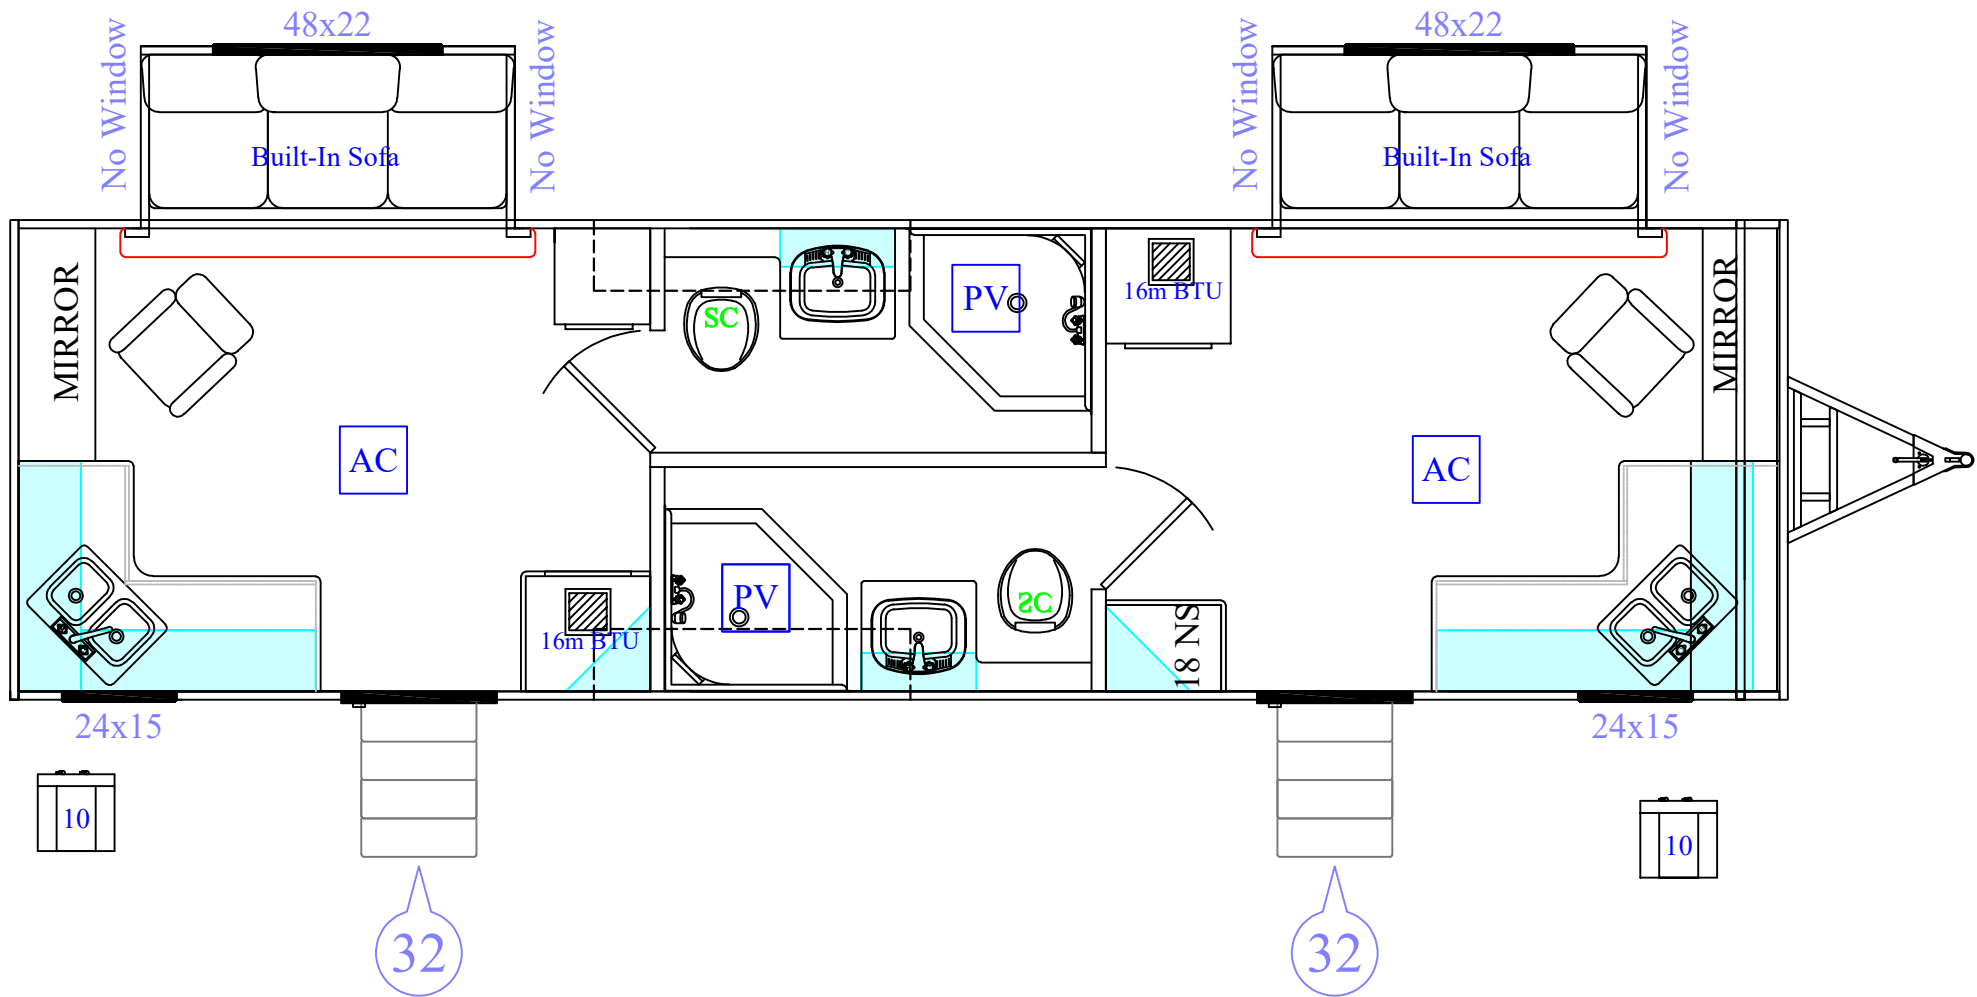 48x22
48x22
No Window
No Window
No Window
No Window
Built-In Sofa
Built-In Sofa
MIRROR
SC
PV
16m BTU
MIRROR
AC
AC
PV
SC
16m BTU
18 NS
24x15
24x15
10
10
32
32